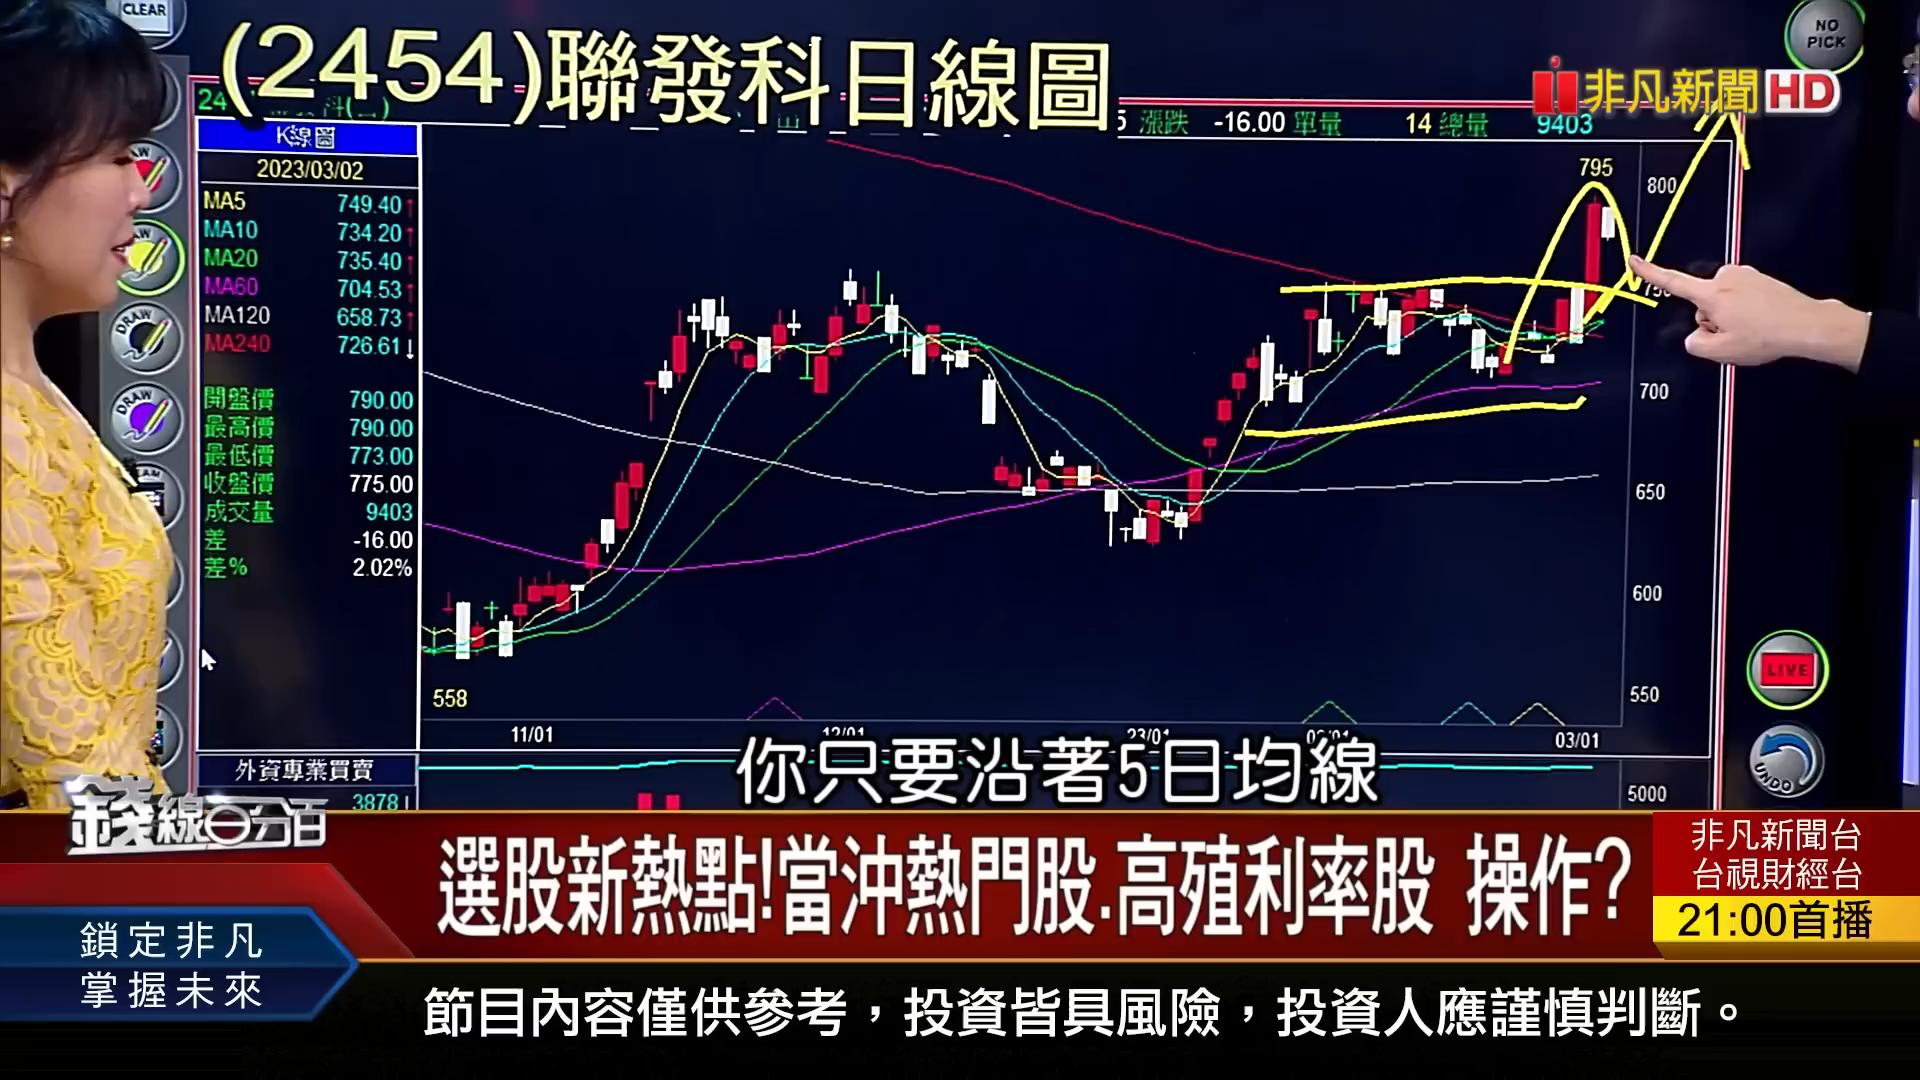 CLEAR
NO
PICK
(2454)聯發科日線圖
非凡新聞HD
漲跌 -16.00 單量 14 總量 9403
K線圖
2023/03/02
MA5 749.40↑
MA10 734.20↑
MA20 735.40↑
MA60 704.53↑
MA120 658.73↑
MA240 726.61↓
開盤價 790.00
最高價 790.00
最低價 773.00
收盤價 775.00
成交量 9403
差 -16.00
差% 2.02%
DRAW
DRAW
795
800
700
650
600
550
558
11/01
12/01
23/01
03/01
LIVE
UNDO
外資專業買賣
3878
5000
你只要沿著5日均線
錢線百分百
選股新熱點!當沖熱門股.高殖利率股 操作?
非凡新聞台
台視財經台
21:00首播
鎖定非凡
掌握未來
節目內容僅供參考，投資皆具風險，投資人應謹慎判斷。